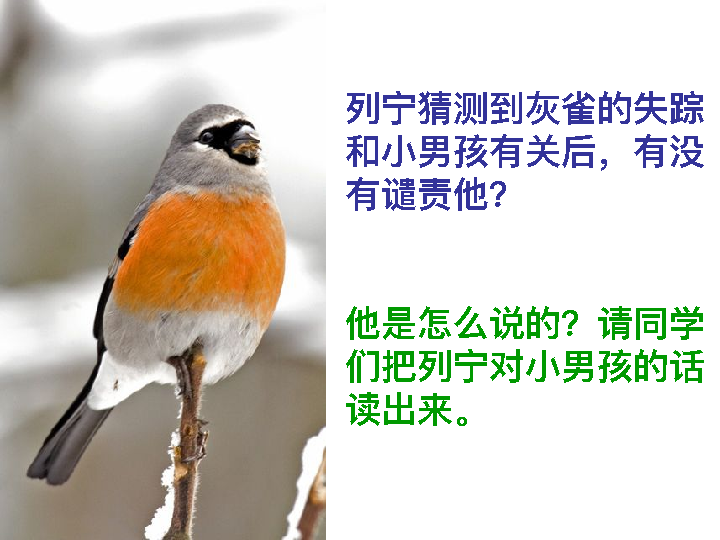 列宁猜测到灰雀的失踪
和小男孩有关后，有没
有谴责他？
他是怎么说的？请同学
们把列宁对小男孩的话
读出来。